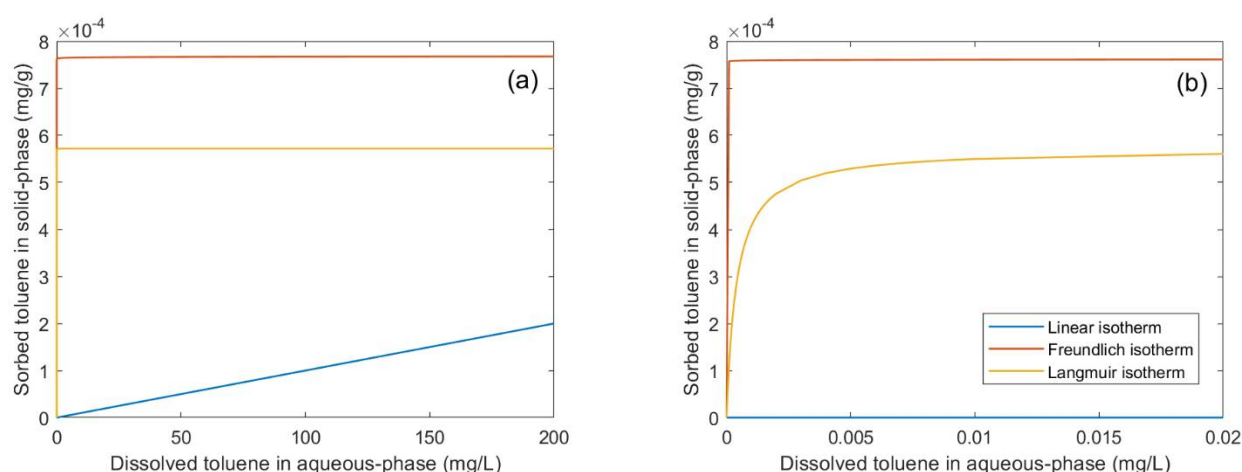 ×10⁻⁴
8
7
6
5
4
3
2
1
0
Sorbed toluene in solid-phase (mg/g)
(a)
0 50 100 150 200
Dissolved toluene in aqueous-phase (mg/L)
×10⁻⁴
8
7
6
5
4
3
2
1
0
Sorbed toluene in solid-phase (mg/g)
(b)
Linear isotherm
Freundlich isotherm
Langmuir isotherm
0 0.005 0.01 0.015 0.02
Dissolved toluene in aqueous-phase (mg/L)